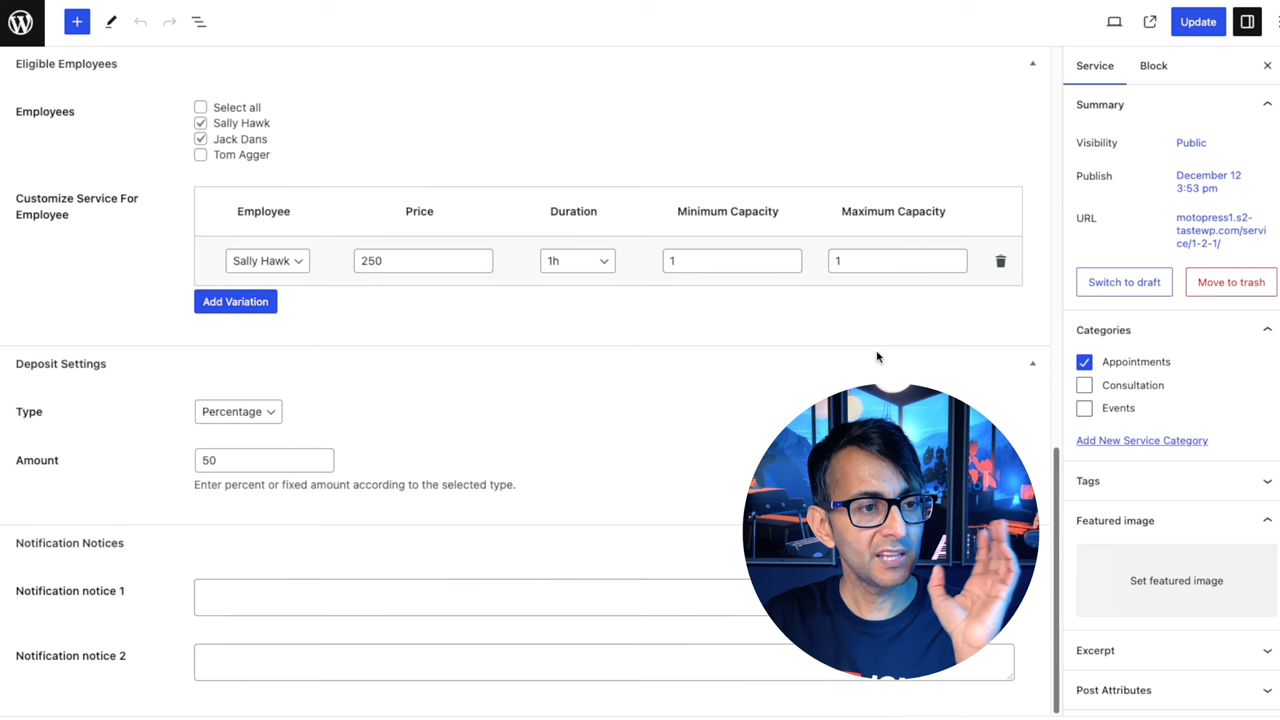 Update
Eligible Employees
Employees
Select all
Sally Hawk
Jack Dans
Tom Agger
Customize Service For
Employee
Employee Price Duration Minimum Capacity Maximum Capacity
Sally Hawk 250 1h 1 1
Add Variation
Deposit Settings
Type Percentage
Amount 50
Enter percent or fixed amount according to the selected type.
Notification Notices
Notification notice 1
Notification notice 2
Service Block
Summary
Visibility Public
Publish December 12
3:53 pm
URL motopress1.s2-
tastewp.com/servi
ce/1-2-1/
Switch to draft Move to trash
Categories
Appointments
Consultation
Events
Add New Service Category
Tags
Featured image
Set featured image
Excerpt
Post Attributes